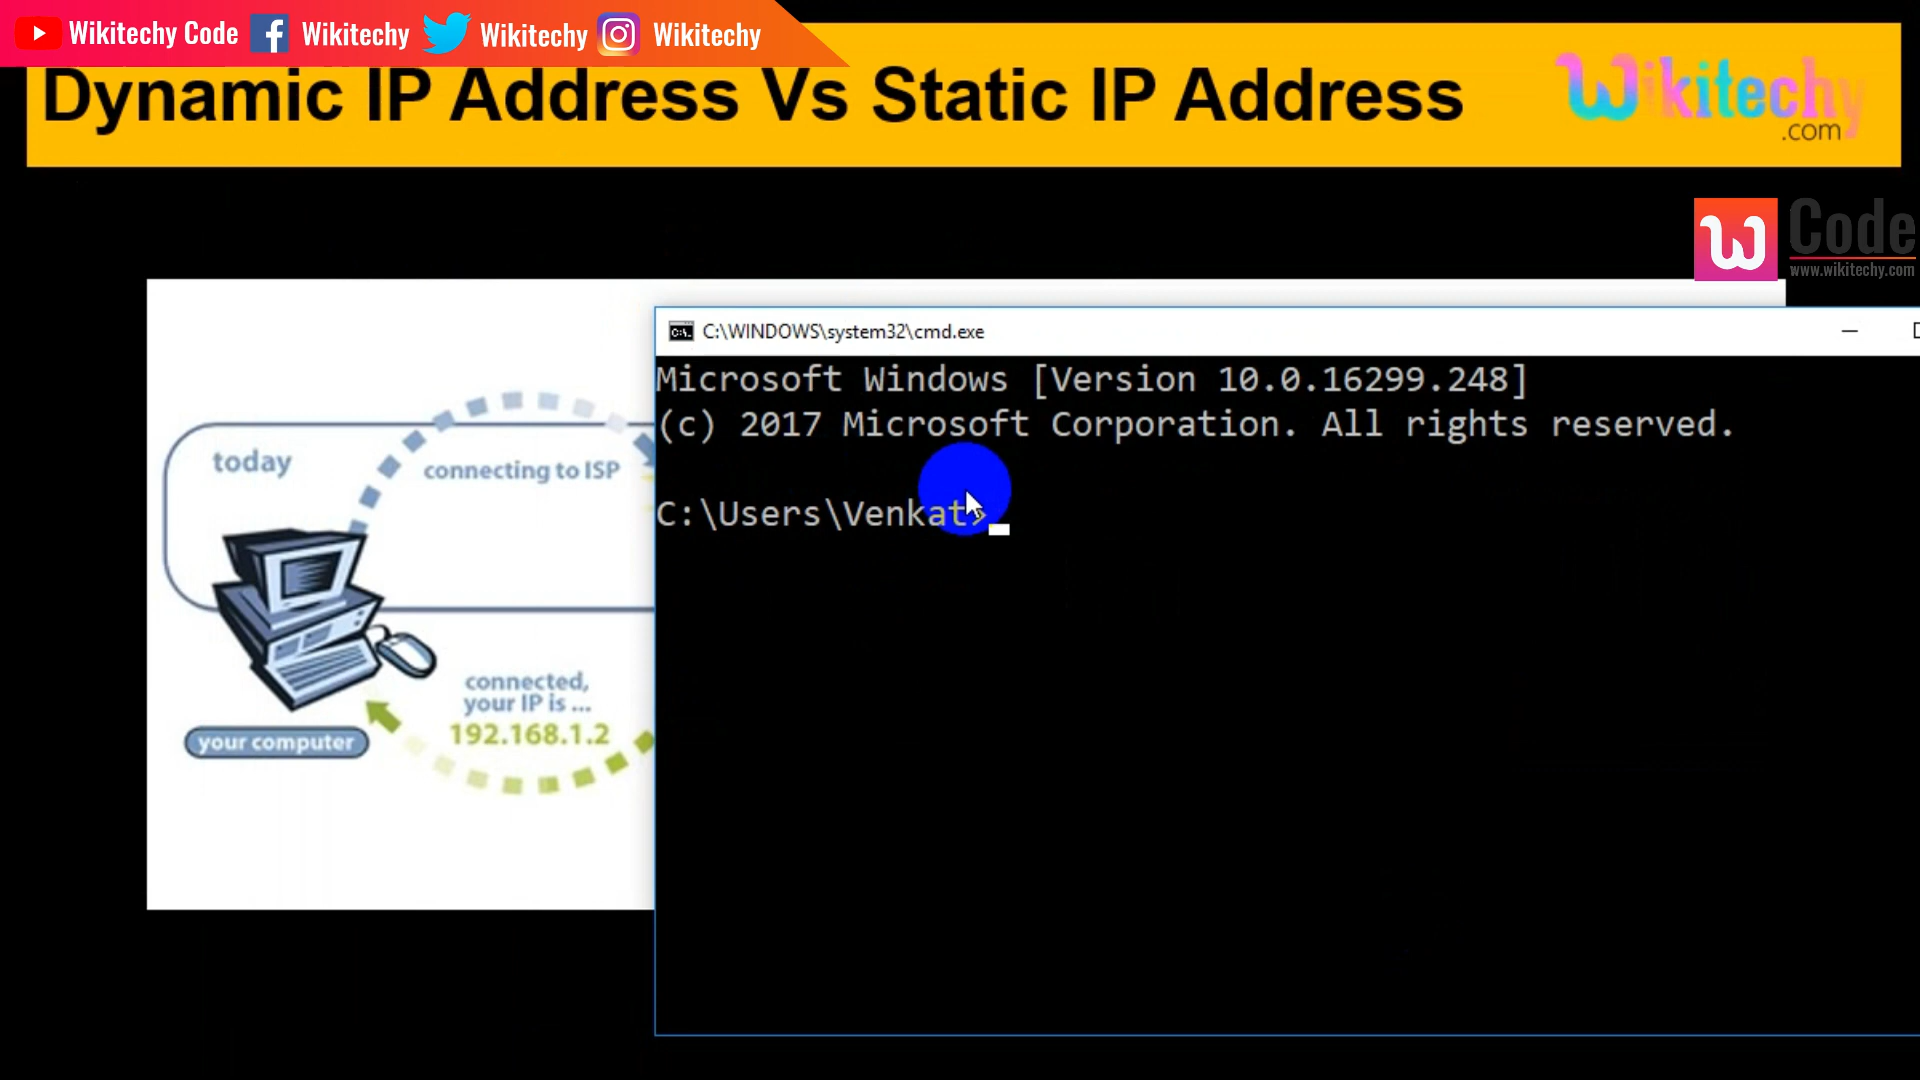 Wikitechy Code Wikitechy Wikitechy Wikitechy
Dynamic IP Address Vs Static IP Address
Wikitechy
.com
W Code
www.wikitechy.com
C:\WINDOWS\system32\cmd.exe
Microsoft Windows [Version 10.0.16299.248]
(c) 2017 Microsoft Corporation. All rights reserved.
C:\Users\Venkat>
today
connecting to ISP
connected,
your IP is ...
192.168.1.2
your computer